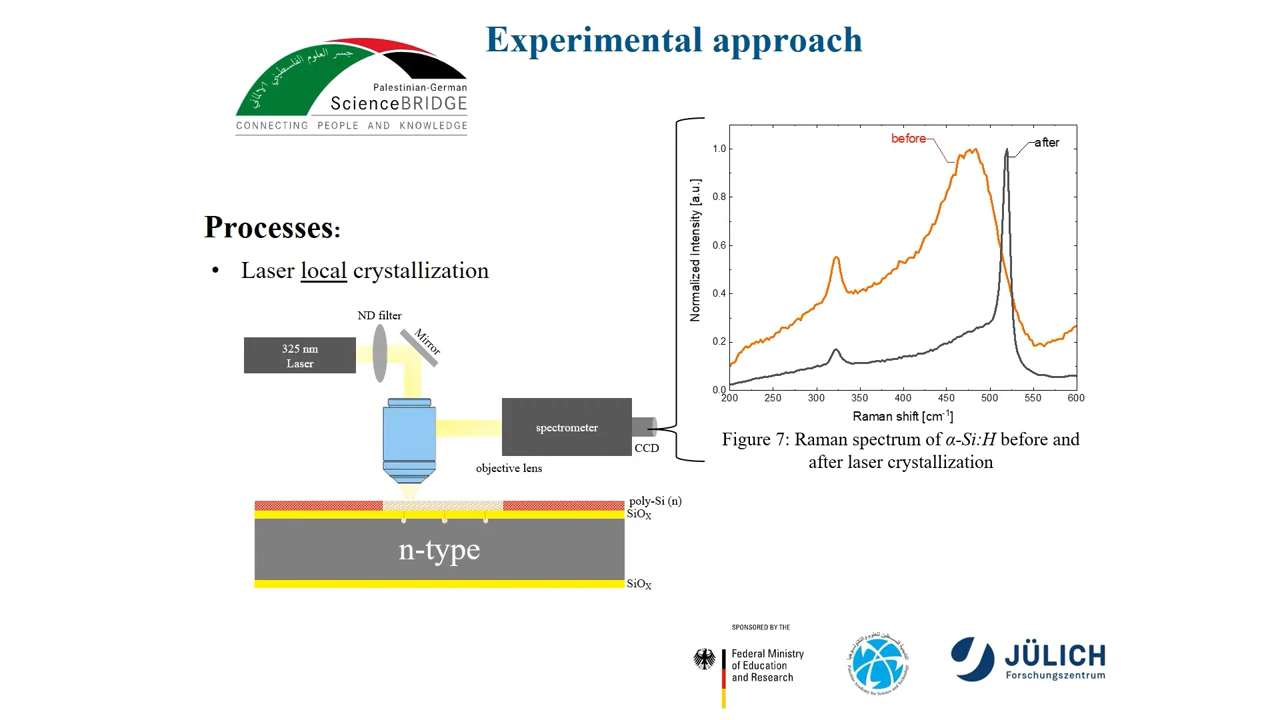 Experimental approach
جسر العلوم الفلسطيني الألماني
Palestinian-German
ScienceBRIDGE
CONNECTING PEOPLE AND KNOWLEDGE
Processes:
• Laser local crystallization
ND filter
Mirror
325 nm
Laser
spectrometer
CCD
objective lens
poly-Si (n)
SiOX
n-type
SiOX
before
after
Normalized Intensity [a.u.]
1.0
0.8
0.6
0.4
0.2
0.0
200 250 300 350 400 450 500 550 600
Raman shift [cm-1]
Figure 7: Raman spectrum of α-Si:H before and
after laser crystallization
SPONSORED BY THE
Federal Ministry
of Education
and Research
JÜLICH
Forschungszentrum